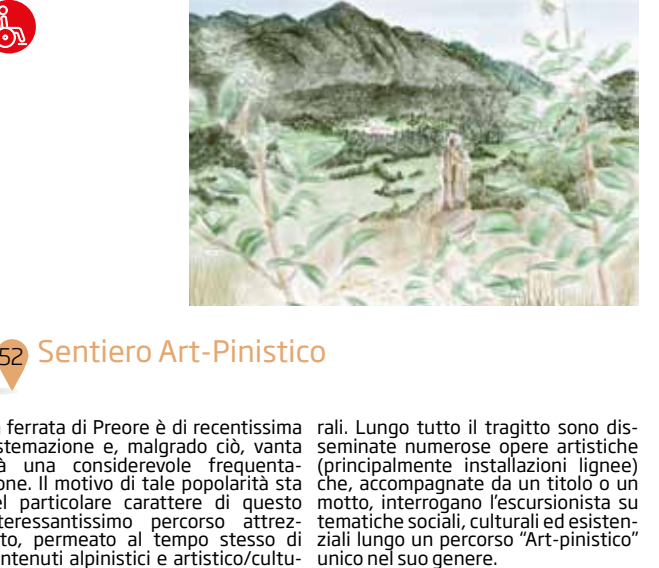 52
Sentiero Art-Pinistico
ferrata di Preore è di recentissima
stemazione e, malgrado ciò, vanta
à una considerevole frequenta-
one. Il motivo di tale popolarità sta
el particolare carattere di questo
teressantissimo percorso attrez-
to, permeato al tempo stesso di
ntenuti alpinistici e artistico/cultu-
rali. Lungo tutto il tragitto sono dis-
seminate numerose opere artistiche
(principalmente installazioni lignee)
che, accompagnate da un titolo o un
motto, interrogano l'escursionista su
tematiche sociali, culturali ed esisten-
ziali lungo un percorso "Art-pinistico"
unico nel suo genere.